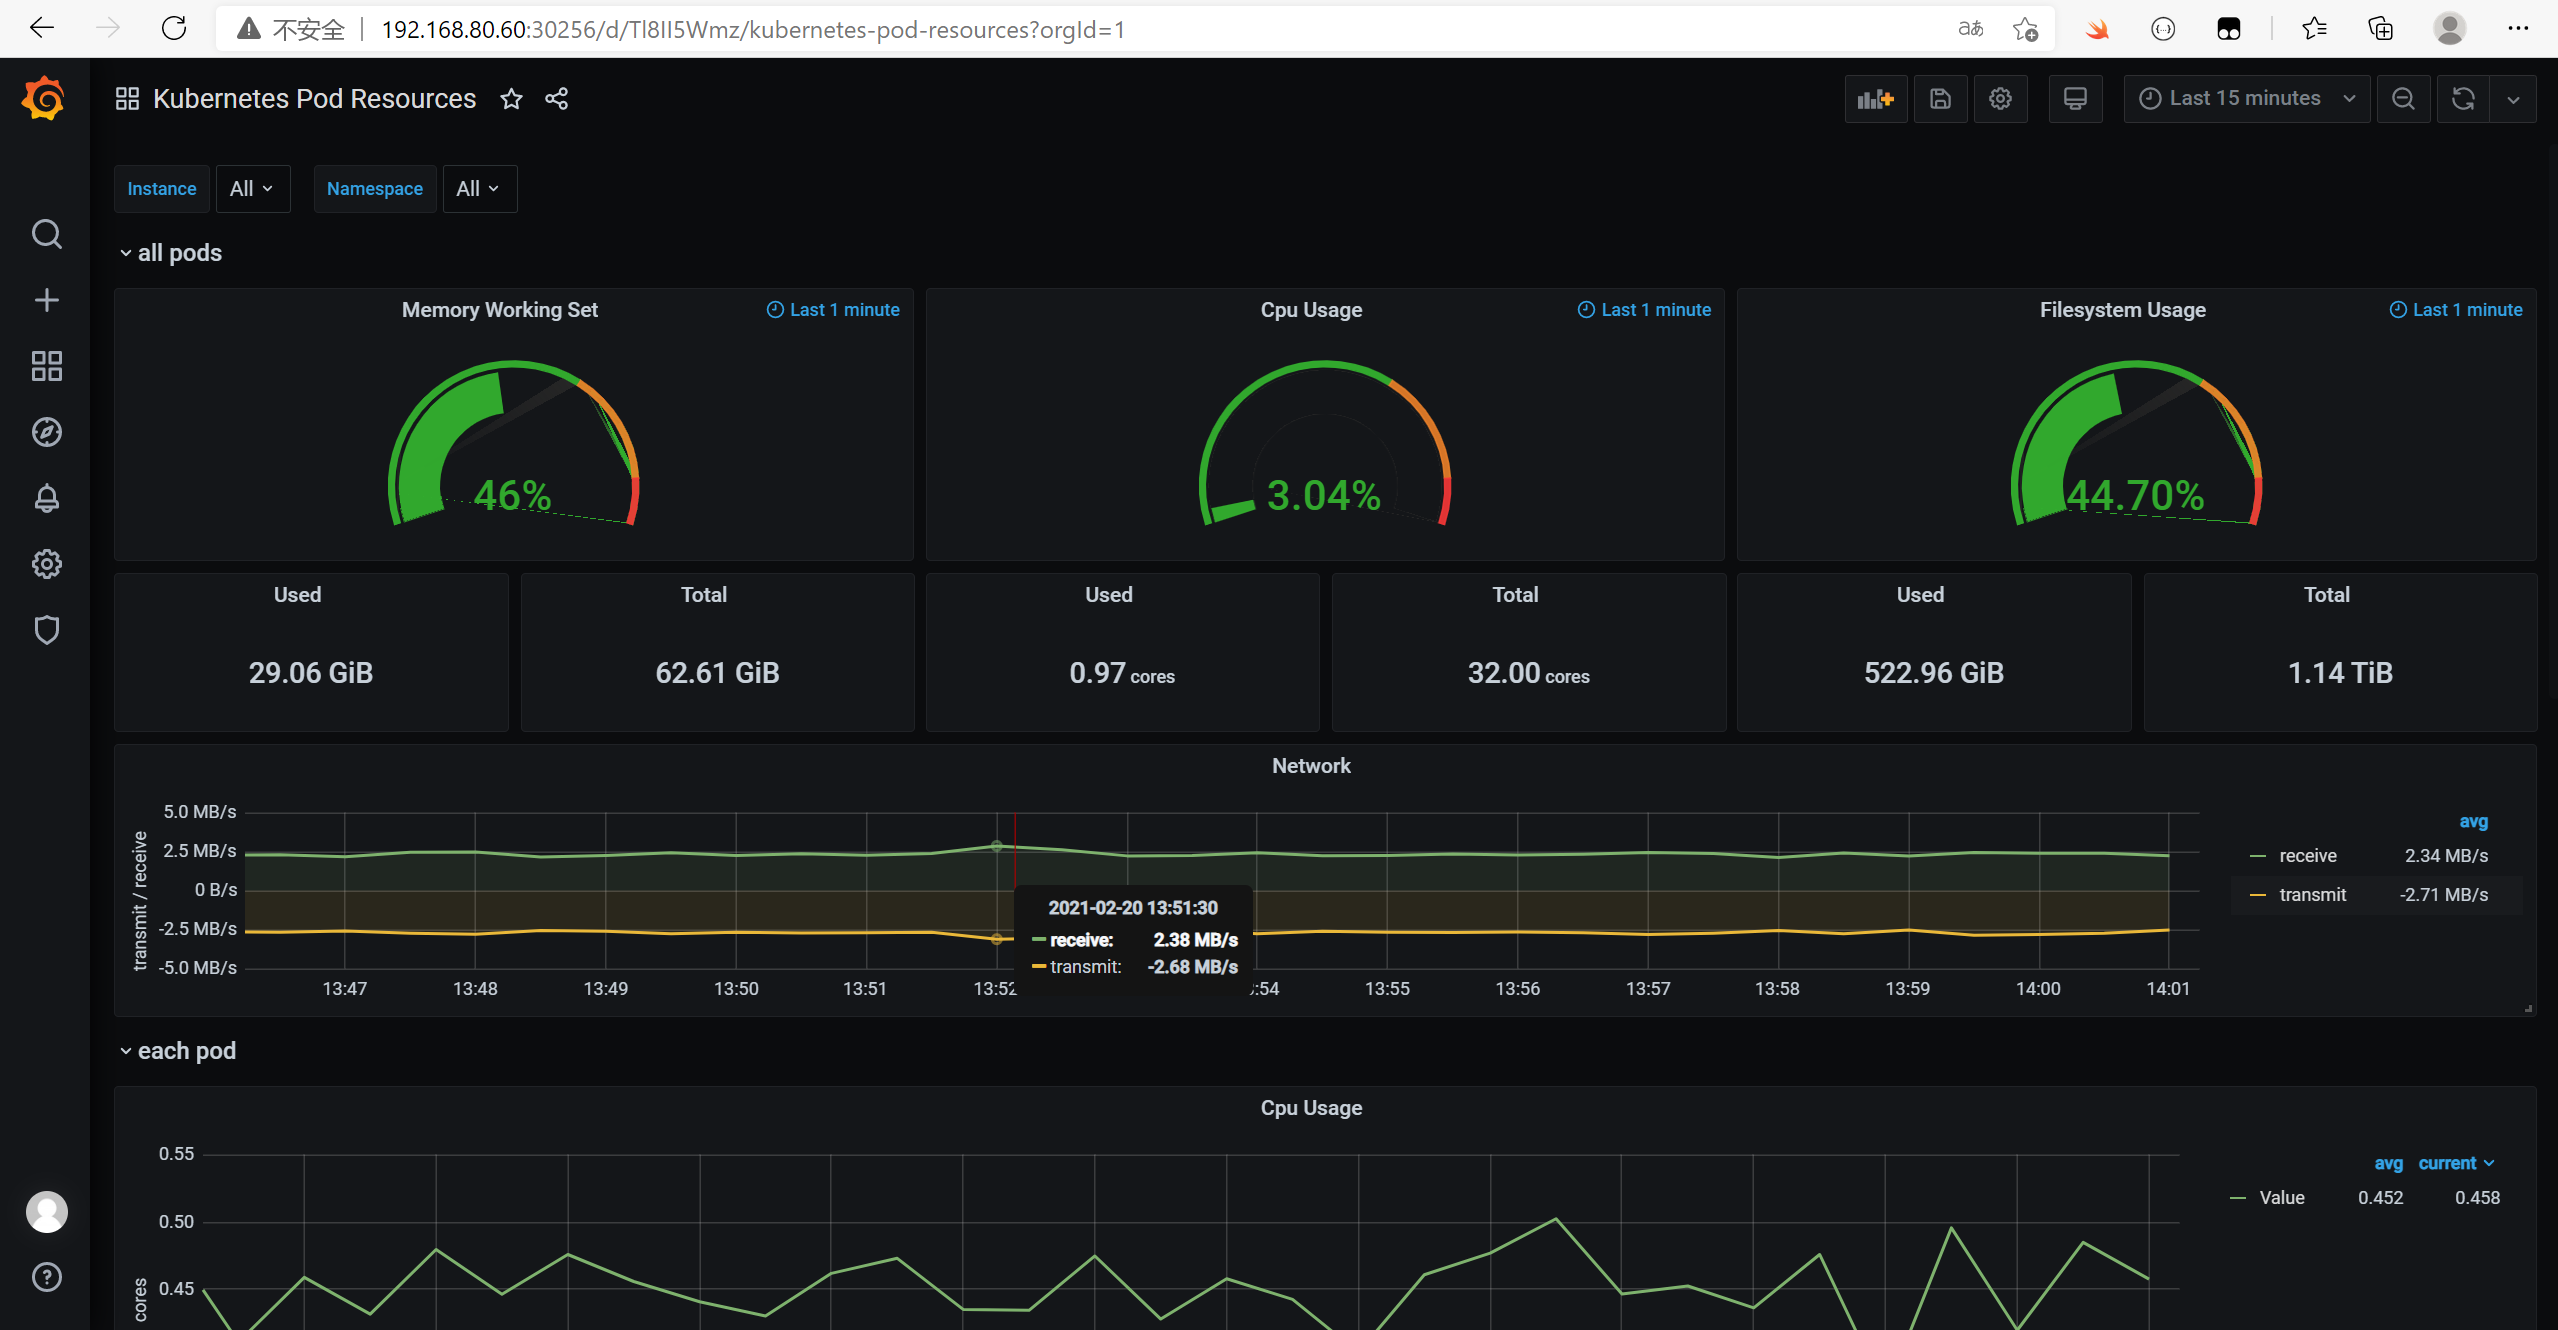 不安全 | 192.168.80.60:30256/d/Tl8II5Wmz/kubernetes-pod-resources?orgId=1
Kubernetes Pod Resources
Last 15 minutes
Instance All Namespace All
all pods
Memory Working Set Last 1 minute
46%
Cpu Usage Last 1 minute
3.04%
Filesystem Usage Last 1 minute
44.70%
Used
29.06 GiB
Total
62.61 GiB
Used
0.97 cores
Total
32.00 cores
Used
522.96 GiB
Total
1.14 TiB
Network
transmit / receive
5.0 MB/s
2.5 MB/s
0 B/s
-2.5 MB/s
-5.0 MB/s
13:47 13:48 13:49 13:50 13:51 13:52 :54 13:55 13:56 13:57 13:58 13:59 14:00 14:01
2021-02-20 13:51:30
receive: 2.38 MB/s
transmit: -2.68 MB/s
avg
receive 2.34 MB/s
transmit -2.71 MB/s
each pod
Cpu Usage
cores
0.55
0.50
0.45
avg current
Value 0.452 0.458